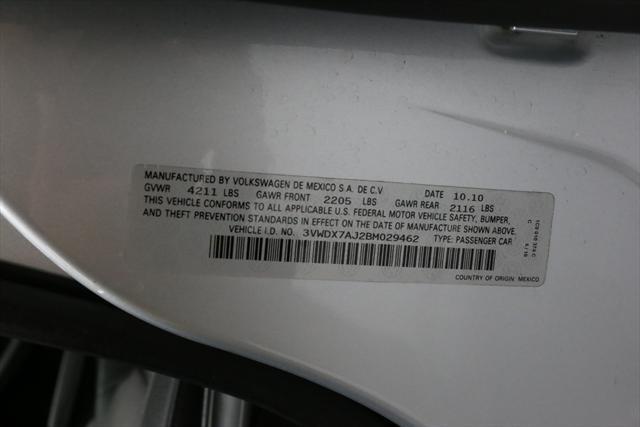 MANUFACTURED BY VOLKSWAGEN DE MEXICO S.A. DE C.V DATE 10.10
GVWR 4211 LBS GAWR FRONT 2205 LBS GAWR REAR 2116 LBS
THIS VEHICLE CONFORMS TO ALL APPLICABLE U.S. FEDERAL MOTOR VEHICLE SAFETY, BUMPER,
AND THEFT PREVENTION STANDARDS IN EFFECT ON THE DATE OF MANUFACTURE SHOWN ABOVE
VEHICLE I.D. NO. 3VWDX7AJ2BM029462 TYPE: PASSENGER CAR
COUNTRY OF ORIGIN: MEXICO